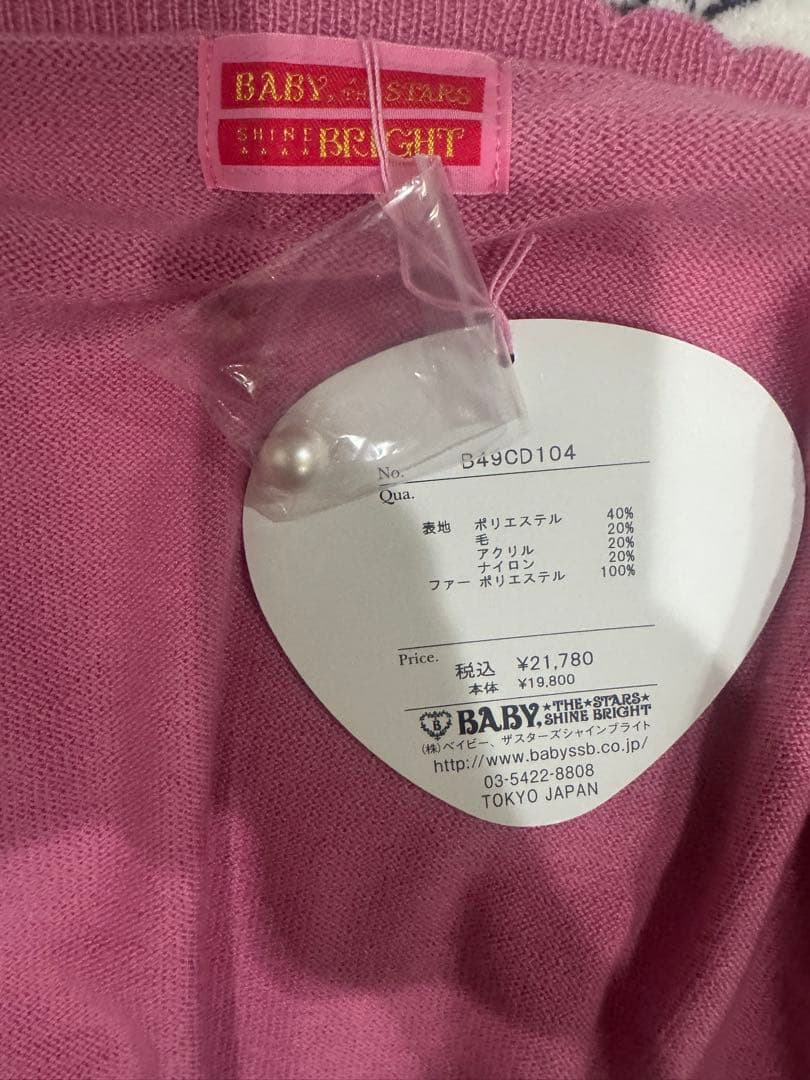 BABY, THE STARS
SHINE BRIGHT
No. B49CD104
Qua.
表地 ポリエステル 40%
毛 20%
アクリル 20%
ナイロン 20%
ファー ポリエステル 100%
Price. 税込 ¥21,780
本体 ¥19,800
B BABY, ★THE★STARS★
SHINE BRIGHT
(株)ベイビー、ザスターズシャインブライト
http://www.babyssb.co.jp/
03-5422-8808
TOKYO JAPAN